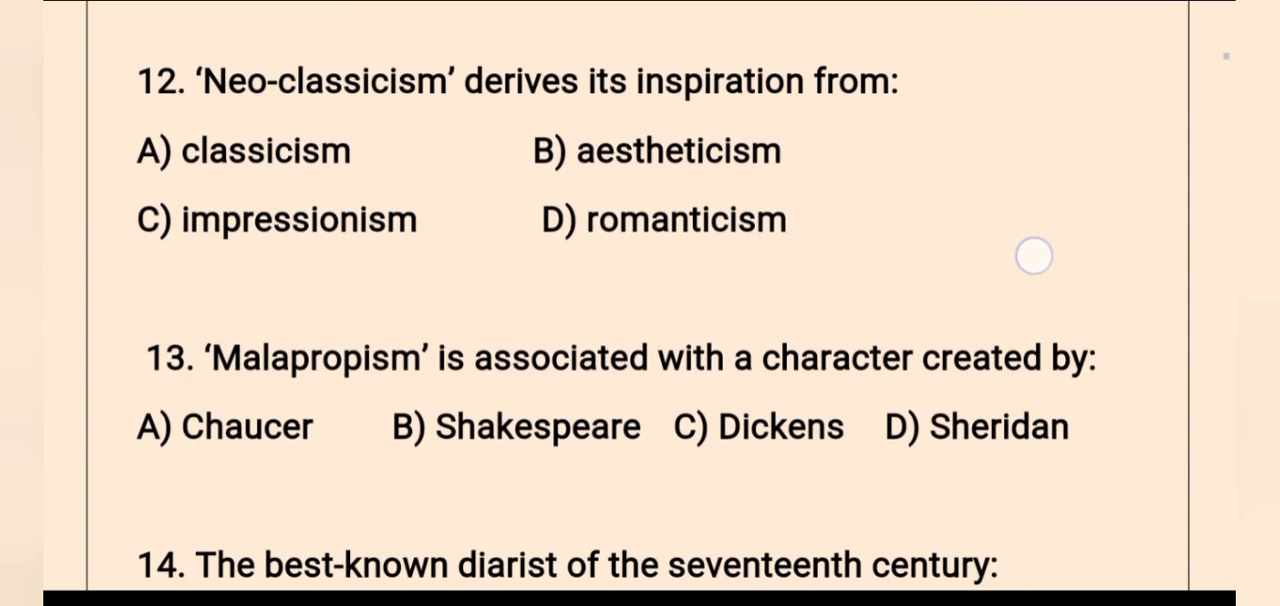 12. ‘Neo-classicism’ derives its inspiration from:
A) classicism B) aestheticism
C) impressionism D) romanticism
13. ‘Malapropism’ is associated with a character created by:
A) Chaucer B) Shakespeare C) Dickens D) Sheridan
14. The best-known diarist of the seventeenth century: